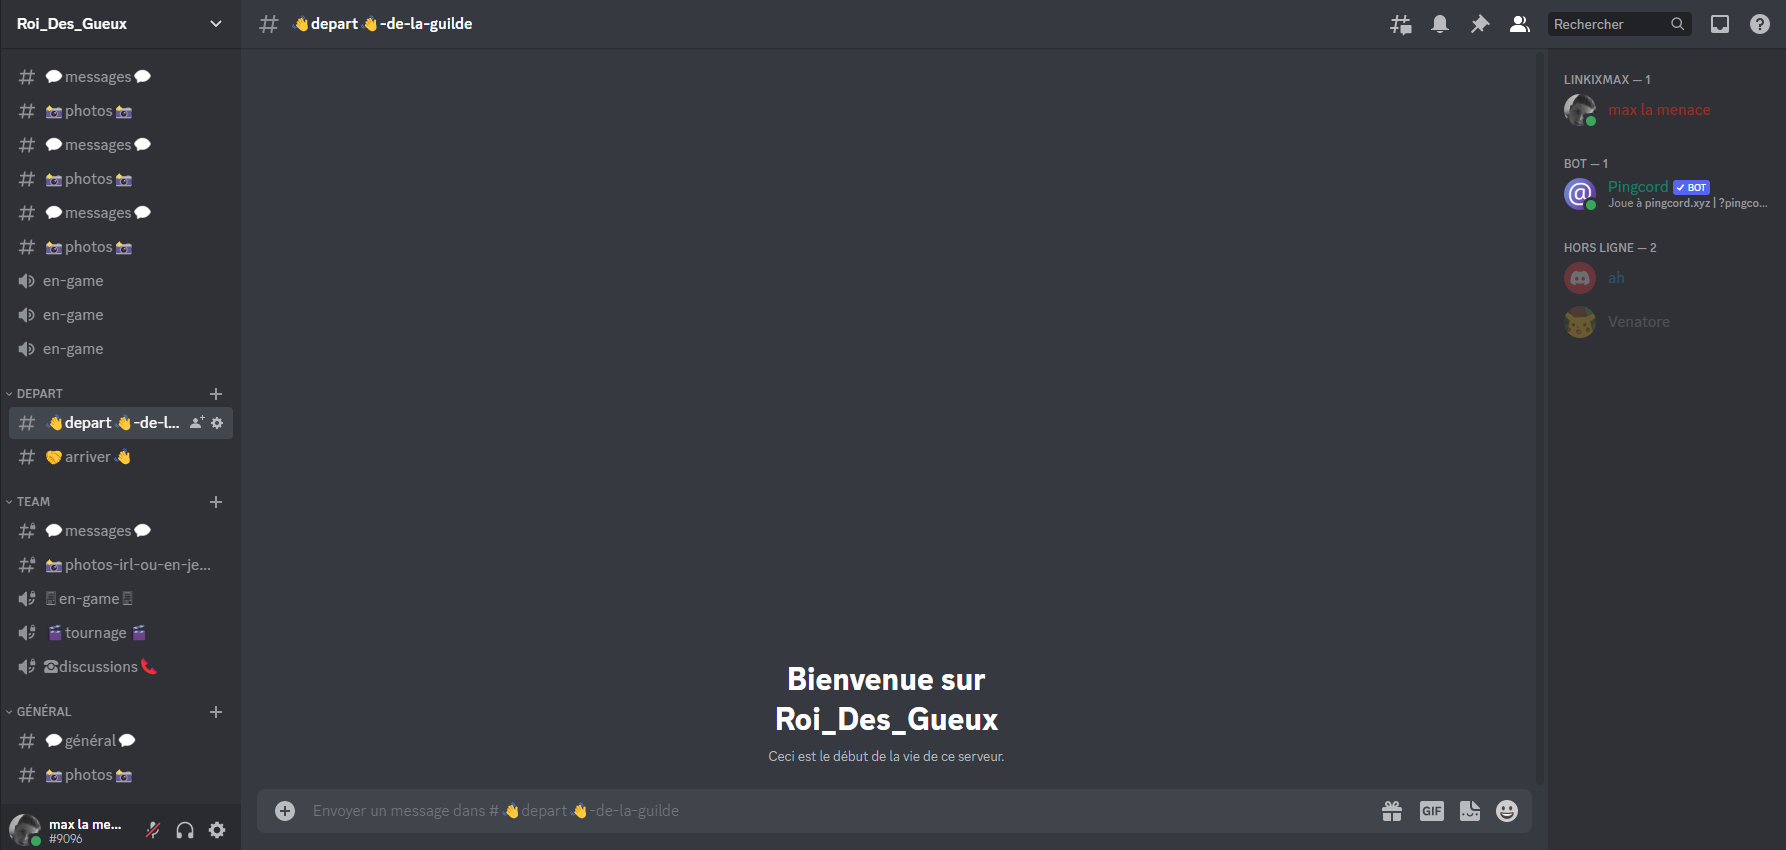 Roi_Des_Gueux
💬messages💬
📸photos📸
💬messages💬
📸photos📸
💬messages💬
📸photos📸
en-game
en-game
en-game
DEPART
👋depart👋-de-l...
🤝arriver👋
TEAM
💬messages💬
📸photos-irl-ou-en-je...
en-game
🎬tournage🎬
☎discussions📞
GÉNÉRAL
💬général💬
📸photos📸
max la me...
#9096
👋depart👋-de-la-guilde
Rechercher
Bienvenue sur
Roi_Des_Gueux
Ceci est le début de la vie de ce serveur.
Envoyer un message dans #👋depart👋-de-la-guilde
GIF
LINKIXMAX — 1
max la menace
BOT — 1
@
Pingcord ✓ BOT
Joue à pingcord.xyz | ?pingco...
HORS LIGNE — 2
ah
Venatore